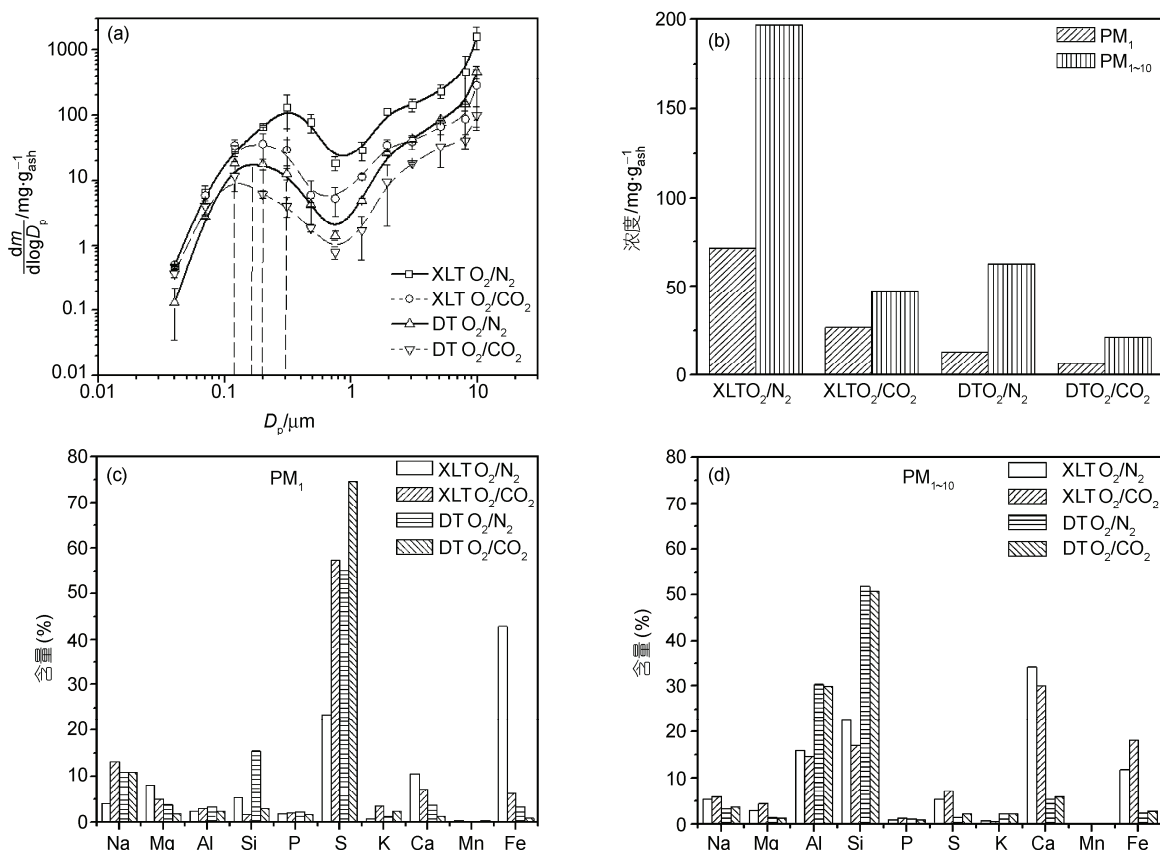 (a)
1000
100
10
1
0.1
0.01
dm
dlogDp /mg·g⁻¹ash
XLT O₂/N₂
XLT O₂/CO₂
DT O₂/N₂
DT O₂/CO₂
0.01 0.1 1 10
Dp/μm
(b)
200
150
100
50
0
浓度/mg·g⁻¹ash
PM₁
PM₁~₁₀
XLTO₂/N₂ XLTO₂/CO₂ DTO₂/N₂ DTO₂/CO₂
(c) PM₁
80
70
60
50
40
30
20
10
0
含量(%)
XLT O₂/N₂
XLT O₂/CO₂
DT O₂/N₂
DT O₂/CO₂
Na Mg Al Si P S K Ca Mn Fe
(d) PM₁~₁₀
80
70
60
50
40
30
20
10
0
含量(%)
XLT O₂/N₂
XLT O₂/CO₂
DT O₂/N₂
DT O₂/CO₂
Na Mg Al Si P S K Ca Mn Fe